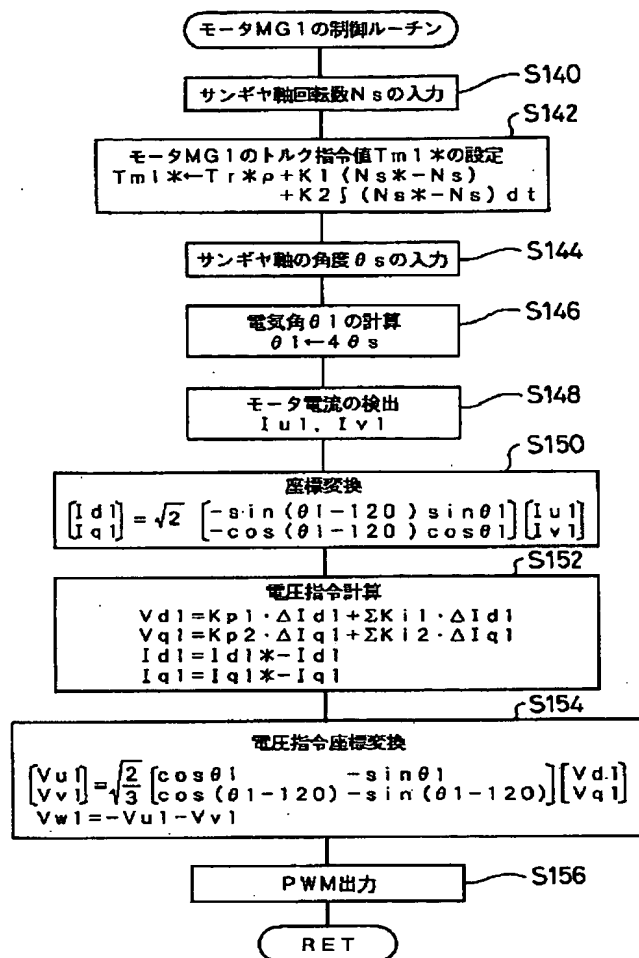 モータMG1の制御ルーチン
S140
サンギヤ軸回転数Nsの入力
S142
モータMG1のトルク指令値Tm1*の設定
Tm1*←Tr*ρ+K1(Ns*-Ns)
+K2∫(Ns*-Ns)dt
S144
サンギヤ軸の角度θsの入力
S146
電気角θ1の計算
θ1←4θs
S148
モータ電流の検出
Iu1, Iv1
S150
座標変換
[Id1] = √2 [-sin(θ1-120) sinθ1] [Iu1]
[Iq1] [-cos(θ1-120) cosθ1] [Iv1]
S152
電圧指令計算
Vd1=Kp1·ΔId1+ΣKi1·ΔId1
Vq1=Kp2·ΔIq1+ΣKi2·ΔIq1
Id1=Id1*-Id1
Iq1=Iq1*-Iq1
S154
電圧指令座標変換
[Vu1] = √2/3 [cosθ1 -sinθ1] [Vd1]
[Vv1] [cos(θ1-120) -sin(θ1-120)] [Vq1]
Vw1=-Vu1-Vv1
S156
PWM出力
RET